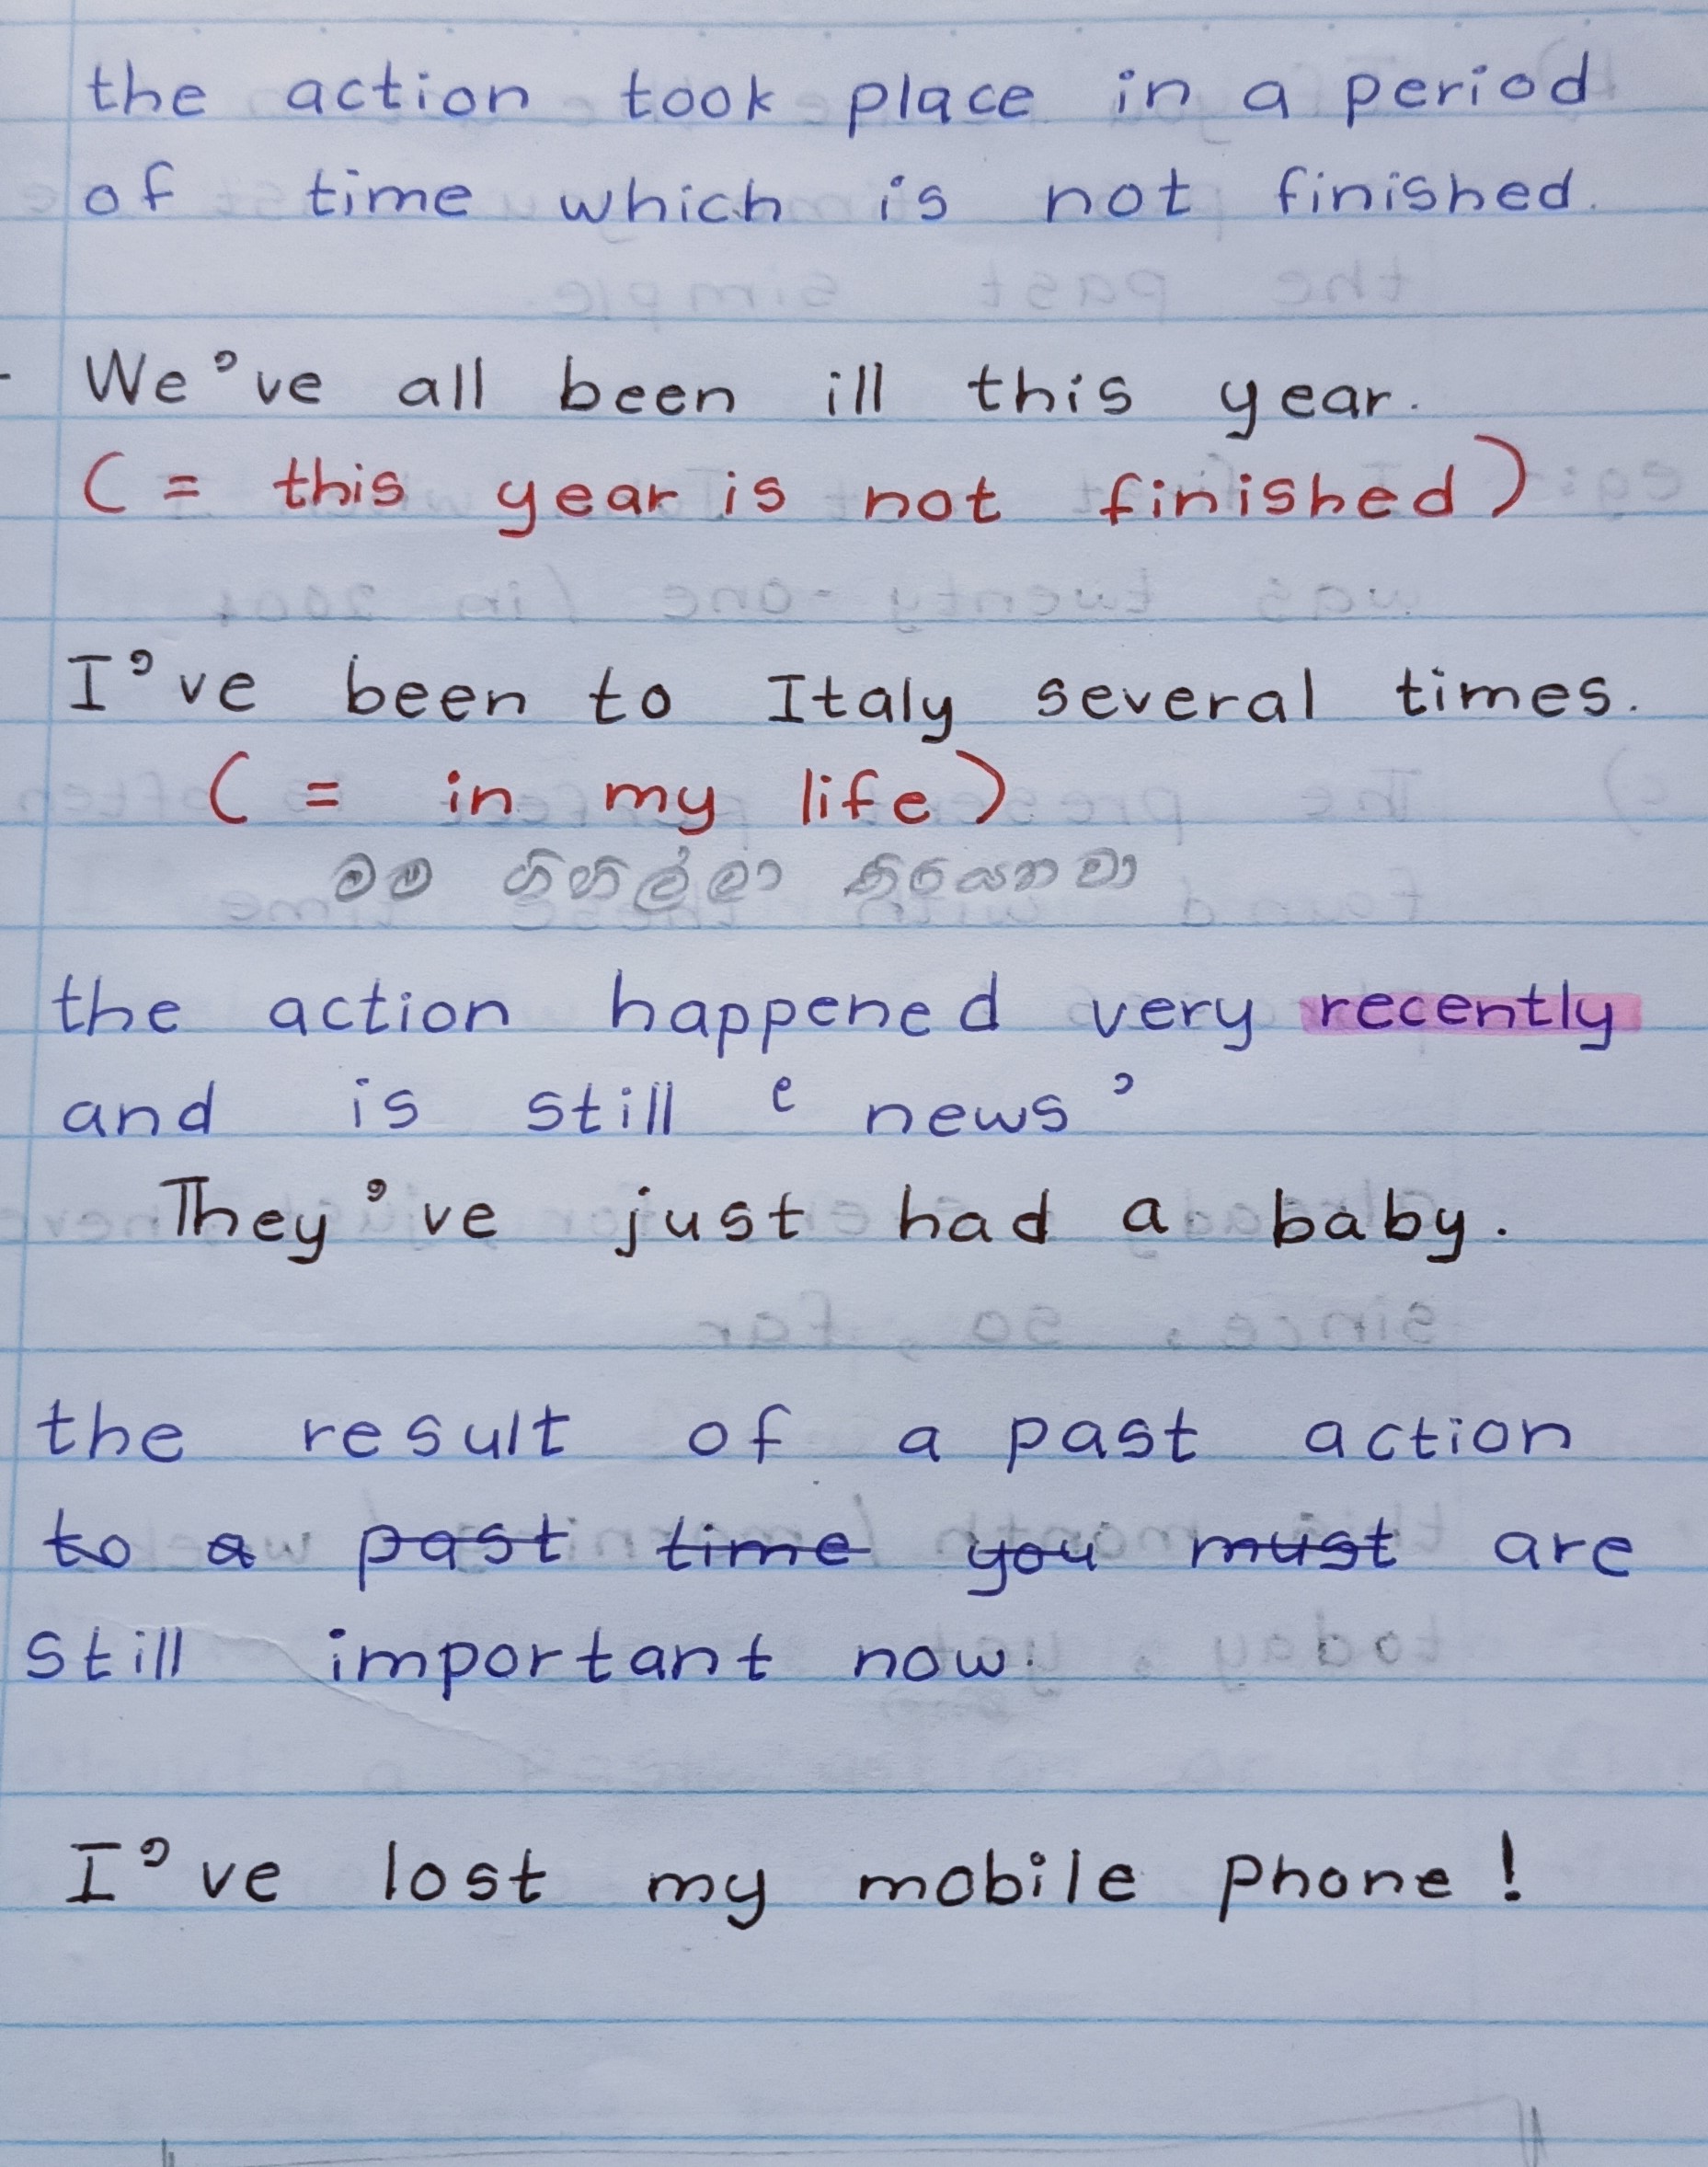 the action took place in a period
of time which is not finished.
- We've all been ill this year.
(= this year is not finished)
I've been to Italy several times.
(= in my life)
මම ගිහිල්ලා තියෙනවා
the action happened very recently
and is still ‘news’
They've just had a baby.
the result of a past action
to a past time you must are
still important now.
I've lost my mobile phone!